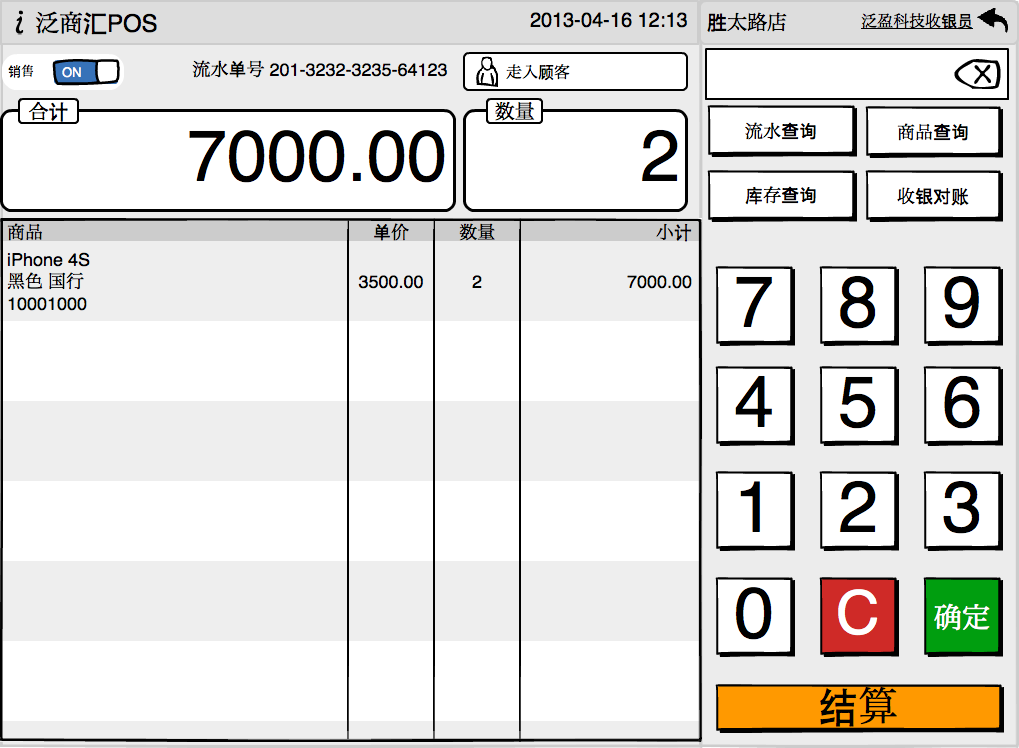 i 泛商汇POS
2013-04-16 12:13
胜太路店
泛盈科技收银员
销售
ON
流水单号 201-3232-3235-64123
走入顾客
合计
7000.00
数量
2
流水查询
商品查询
库存查询
收银对账
商品
单价
数量
小计
iPhone 4S
黑色 国行
10001000
3500.00
2
7000.00
7
8
9
4
5
6
1
2
3
0
C
确定
结算